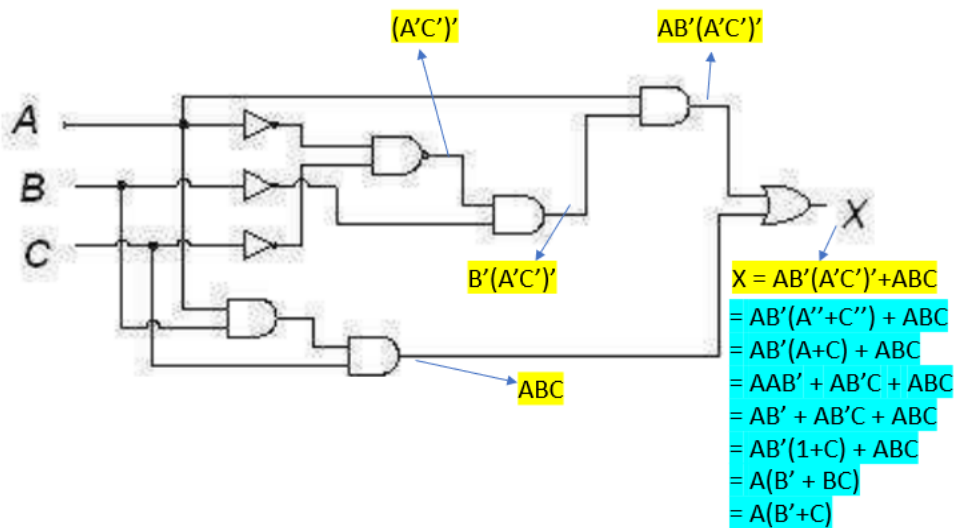 (A’C’)’
AB’(A’C’)’
A
B
C
X
B’(A’C’)’
ABC
X = AB’(A’C’)’+ABC
= AB’(A’’+C’’) + ABC
= AB’(A+C) + ABC
= AAB’ + AB’C + ABC
= AB’ + AB’C + ABC
= AB’(1+C) + ABC
= A(B’ + BC)
= A(B’+C)